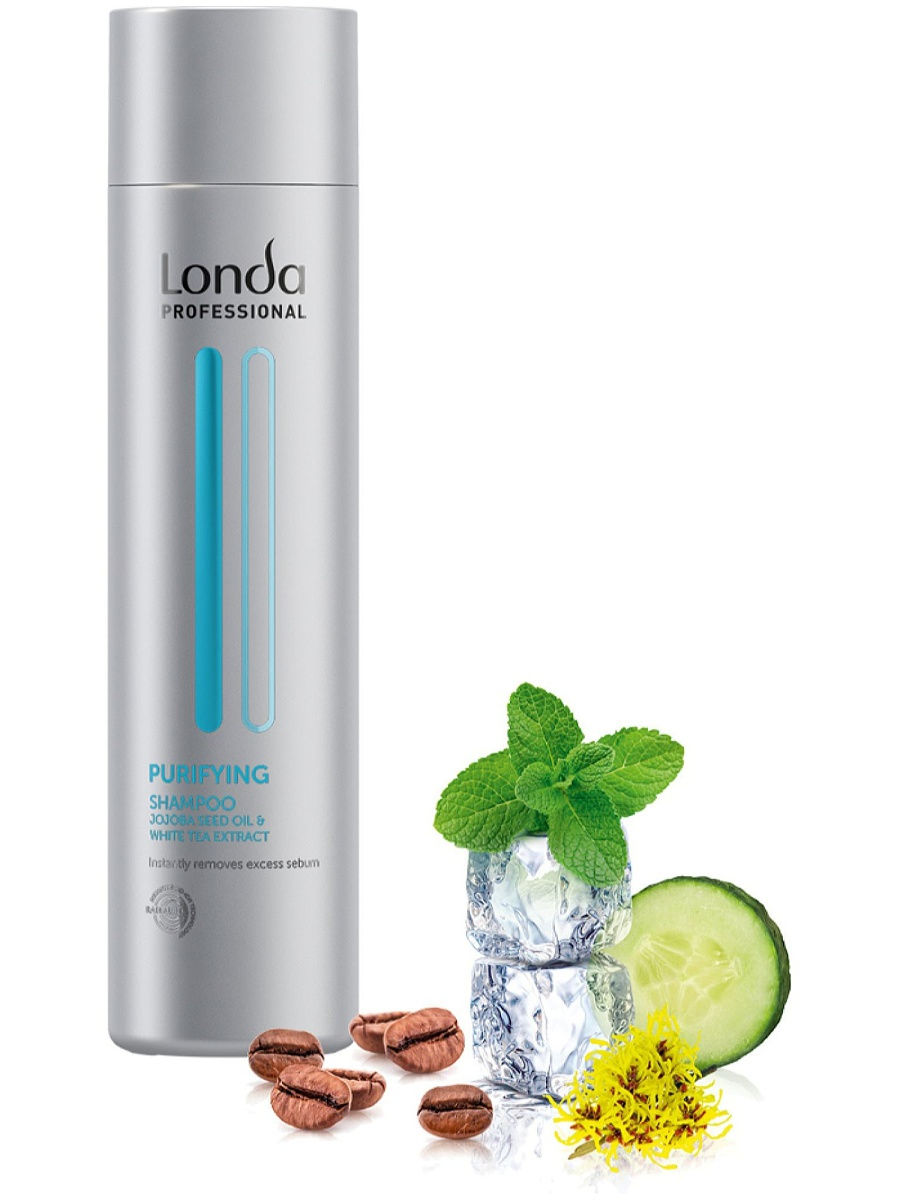 Londa
PROFESSIONAL
PURIFYING
SHAMPOO
JOJOBA SEED OIL &
WHITE TEA EXTRACT
Instantly removes excess sebum